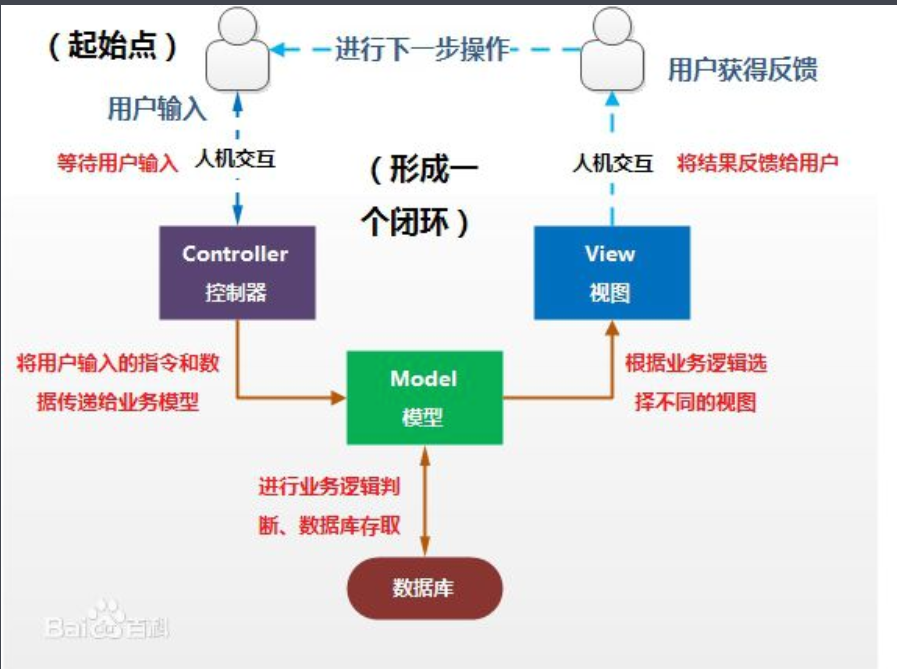 （起始点）
进行下一步操作
用户获得反馈
用户输入
等待用户输入
人机交互
（形成一
个闭环）
人机交互
将结果反馈给用户
Controller
控制器
View
视图
将用户输入的指令和数
据传递给业务模型
Model
模型
根据业务逻辑选
择不同的视图
进行业务逻辑判
断、数据库存取
数据库
Baidu百科